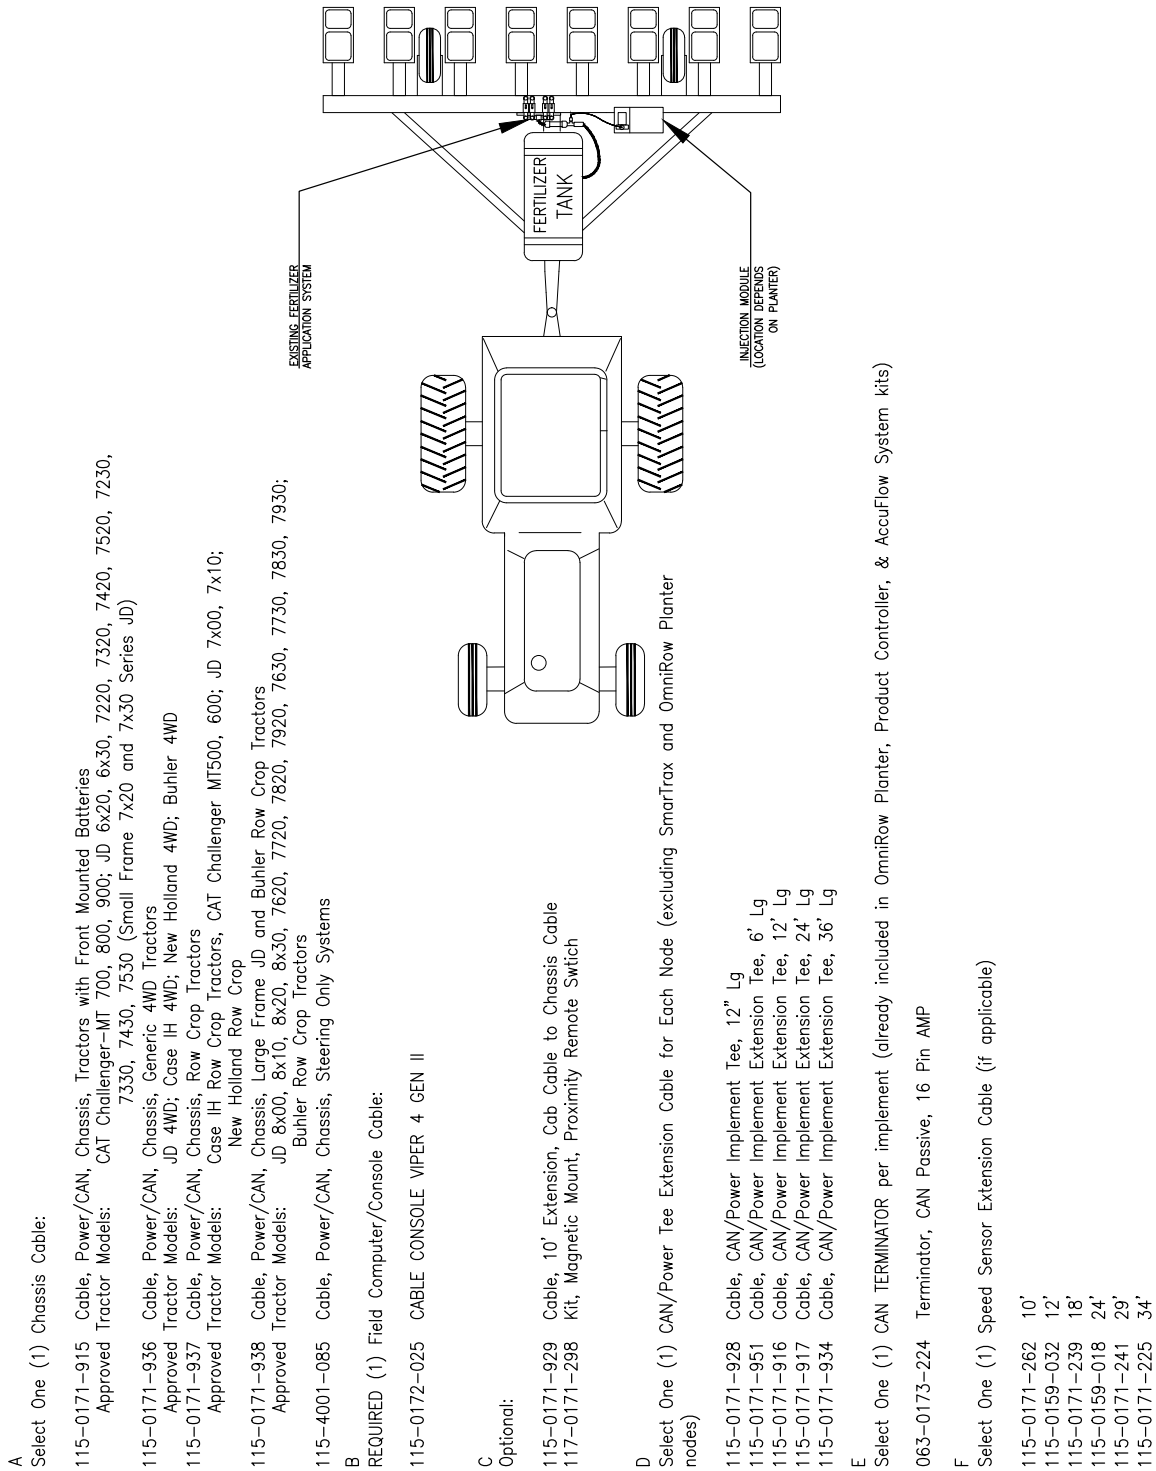 A
Select One (1) Chassis Cable:
115-0171-915 Cable, Power/CAN, Chassis, Tractors with Front Mounted Batteries
Approved Tractor Models: CAT Challenger-MT 700, 800, 900; JD 6x20, 6x30, 7220, 7320, 7420, 7520, 7230,
7330, 7430, 7530 (Small Frame 7x20 and 7x30 Series JD)
115-0171-936 Cable, Power/CAN, Chassis, Generic 4WD Tractors
Approved Tractor Models: JD 4WD; Case IH 4WD; New Holland 4WD; Buhler 4WD
115-0171-937 Cable, Power/CAN, Chassis, Row Crop Tractors
Approved Tractor Models: Case IH Row Crop Tractors, CAT Challenger MT500, 600; JD 7x00, 7x10;
New Holland Row Crop
115-0171-938 Cable, Power/CAN, Chassis, Large Frame JD and Buhler Row Crop Tractors
Approved Tractor Models: JD 8x00, 8x10, 8x20, 8x30, 7620, 7720, 7820, 7920, 7630, 7730, 7830, 7930;
Buhler Row Crop Tractors
115-4001-085 Cable, Power/CAN, Chassis, Steering Only Systems
B
REQUIRED (1) Field Computer/Console Cable:
115-0172-025 CABLE CONSOLE VIPER 4 GEN II
C
Optional:
115-0171-929 Cable, 10' Extension, Cab Cable to Chassis Cable
117-0171-298 Kit, Magnetic Mount, Proximity Remote Swtich
D
Select One (1) CAN/Power Tee Extension Cable for Each Node (excluding SmarTrax and OmniRow Planter
nodes)
115-0171-928 Cable, CAN/Power Implement Tee, 12" Lg
115-0171-951 Cable, CAN/Power Implement Extension Tee, 6' Lg
115-0171-916 Cable, CAN/Power Implement Extension Tee, 12' Lg
115-0171-917 Cable, CAN/Power Implement Extension Tee, 24' Lg
115-0171-934 Cable, CAN/Power Implement Extension Tee, 36' Lg
E
Select One (1) CAN TERMINATOR per implement (already included in OmniRow Planter, Product Controller, & AccuFlow System kits)
063-0173-224 Terminator, CAN Passive, 16 Pin AMP
F
Select One (1) Speed Sensor Extension Cable (if applicable)
115-0171-262 10'
115-0159-032 12'
115-0171-239 18'
115-0159-018 24'
115-0171-241 29'
115-0171-225 34'
EXISTING FERTILIZER
APPLICATION SYSTEM
FERTILIZER
TANK
INJECTION MODULE
(LOCATION DEPENDS
ON PLANTER)